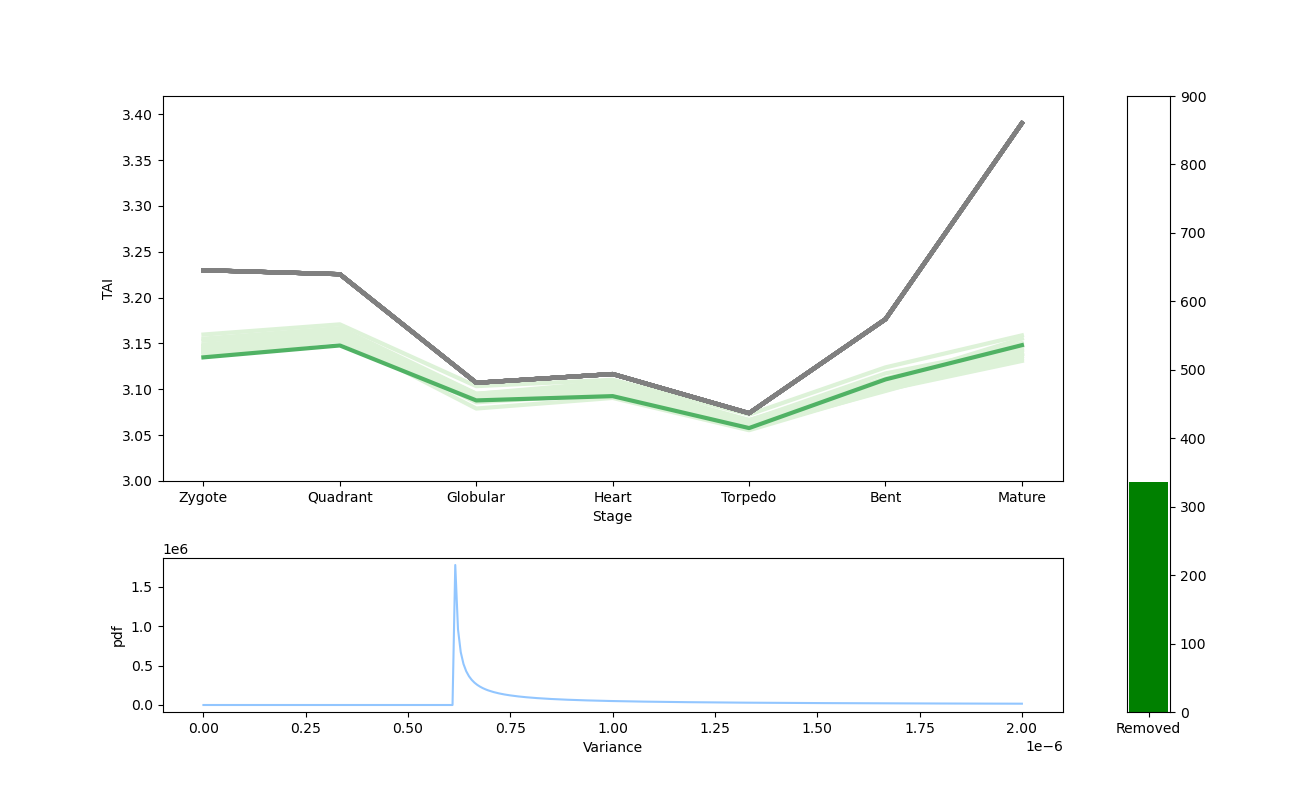 3.40
3.35
3.30
3.25
3.20
3.15
3.10
3.05
3.00
TAI
Zygote Quadrant Globular Heart Torpedo Bent Mature
Stage
1e6
1.5
1.0
0.5
0.0
pdf
0.00 0.25 0.50 0.75 1.00 1.25 1.50 1.75 2.00
1e−6
Variance
900
800
700
600
500
400
300
200
100
0
Removed